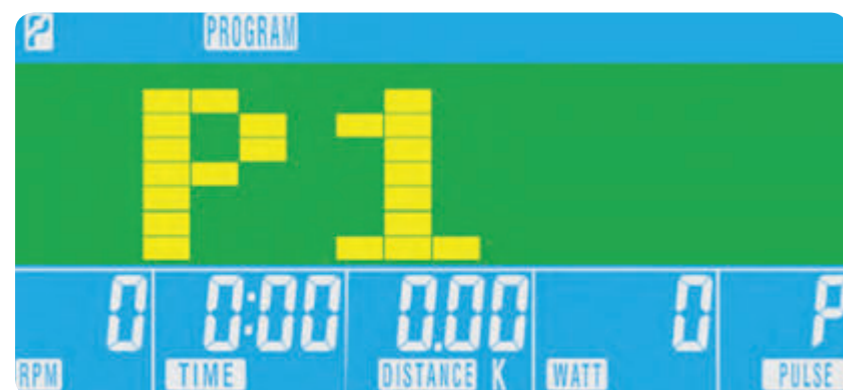 P PROGRAM
P1
0 0:00 0.00 0 P
RPM TIME DISTANCE K WATT PULSE